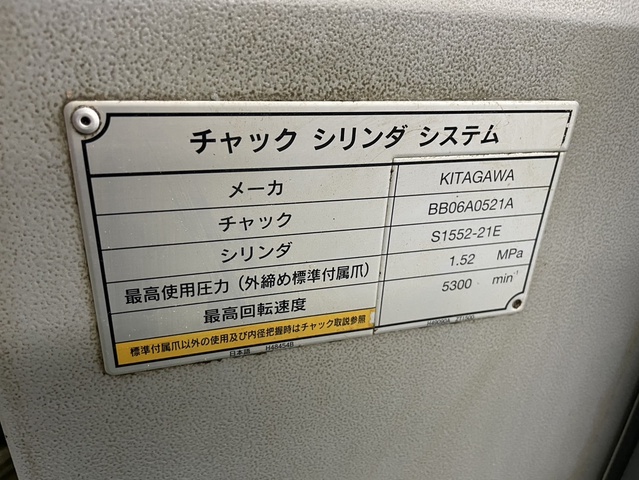 チャック シリンダ システム
メーカ KITAGAWA
チャック BB06A0521A
シリンダ S1552-21E
最高使用圧力（外締め標準付属爪） 1.52 MPa
最高回転速度 5300 min⁻¹
標準付属爪以外の使用及び内径把握時はチャック取説参照
日本語 H48454B